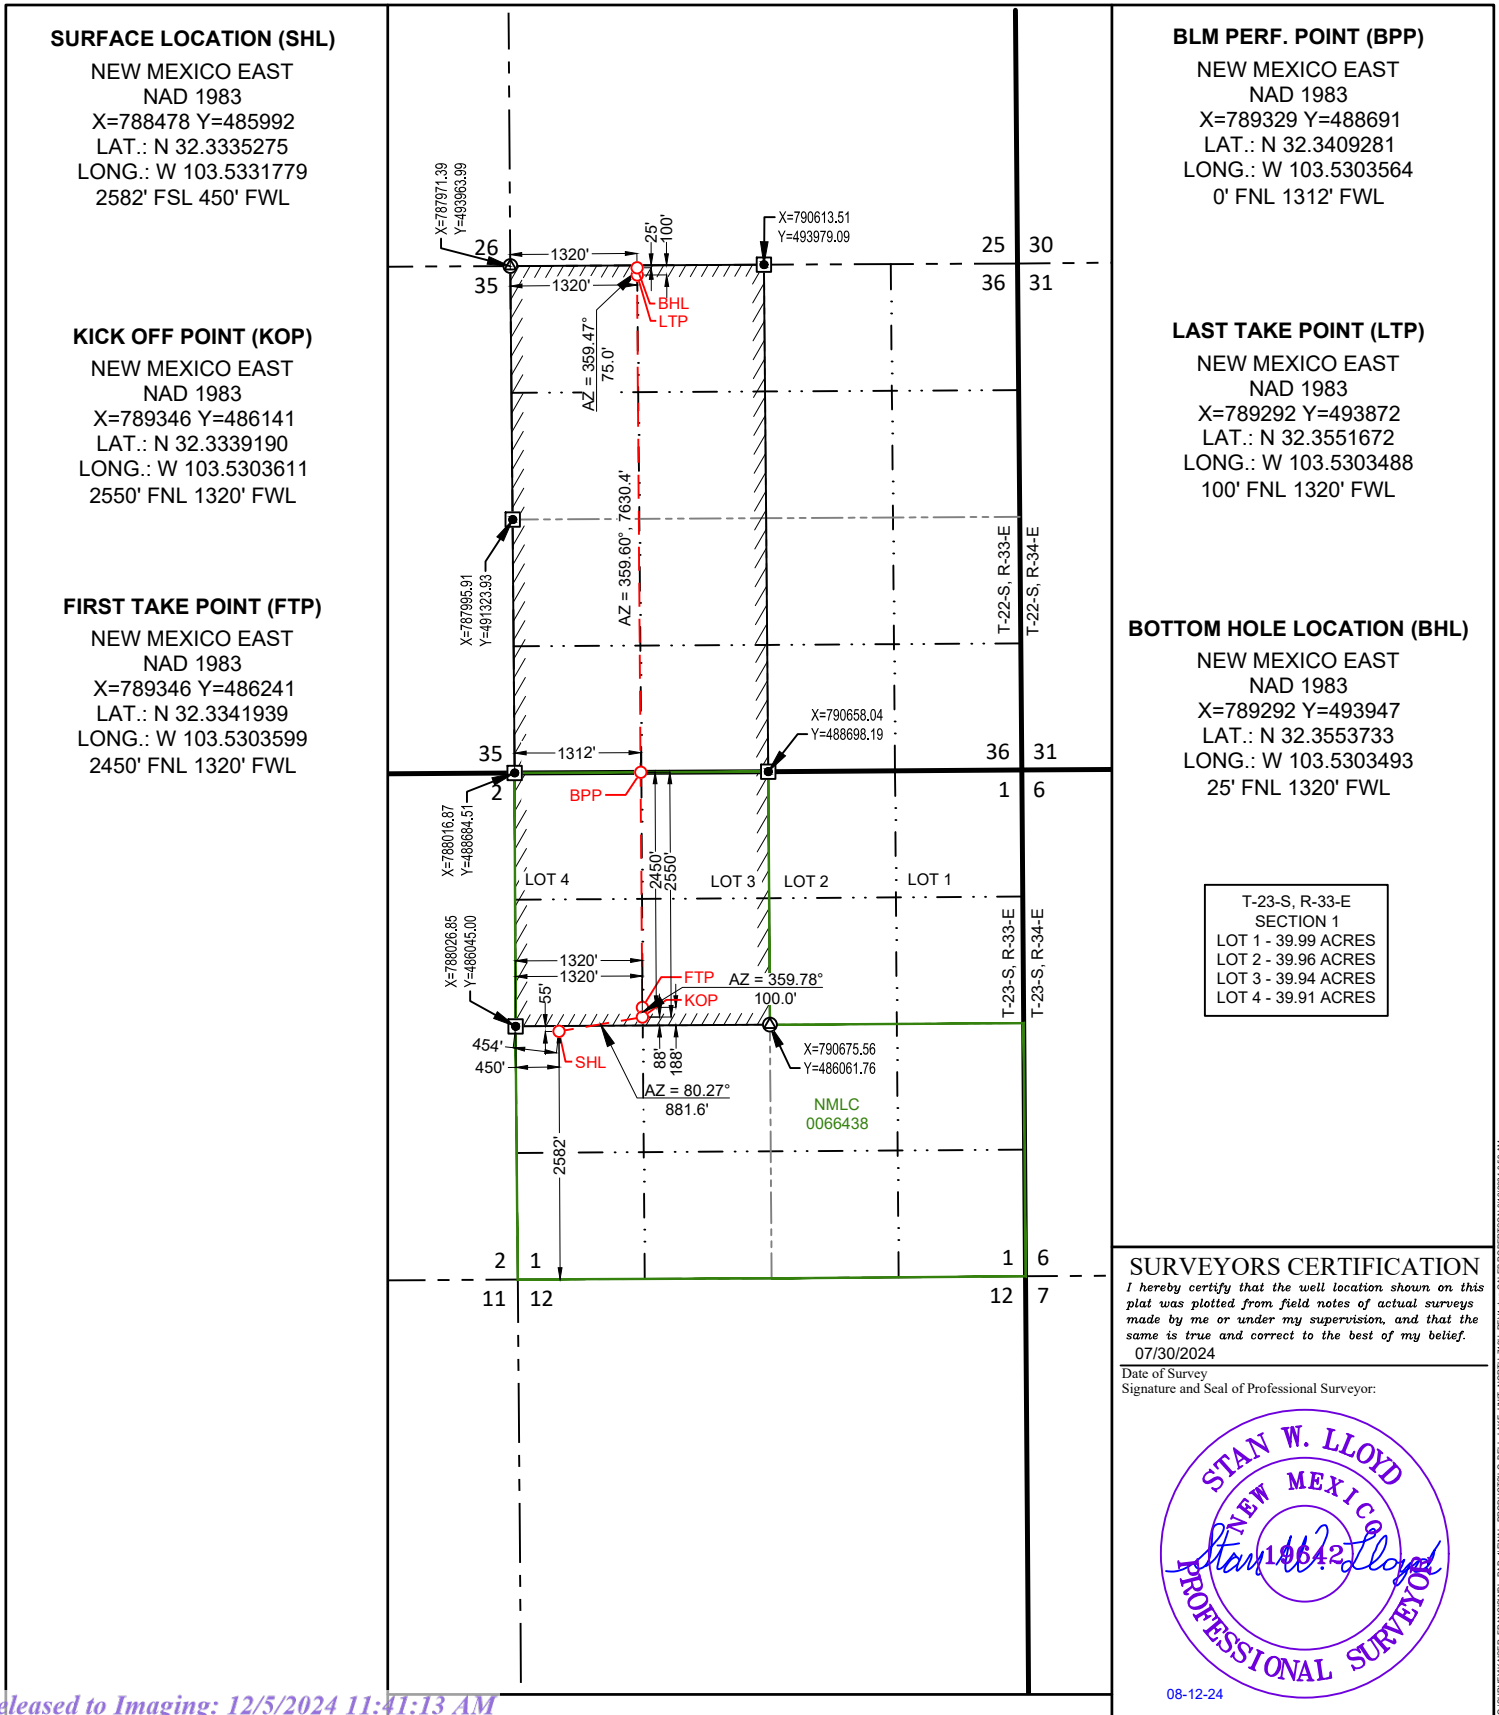 SURFACE LOCATION (SHL)
NEW MEXICO EAST
NAD 1983
X=788478 Y=485992
LAT.: N 32.3335275
LONG.: W 103.5331779
2582' FSL 450' FWL
KICK OFF POINT (KOP)
NEW MEXICO EAST
NAD 1983
X=789346 Y=486141
LAT.: N 32.3339190
LONG.: W 103.5303611
2550' FNL 1320' FWL
FIRST TAKE POINT (FTP)
NEW MEXICO EAST
NAD 1983
X=789346 Y=486241
LAT.: N 32.3341939
LONG.: W 103.5303599
2450' FNL 1320' FWL
X=787971.39
Y=493963.99
26
35
1320'
1320'
25'
100'
X=790613.51
Y=493979.09
25 30
36 31
BHL
LTP
AZ = 359.47°
75.0'
AZ = 359.60°, 7630.4'
X=787995.91
Y=491323.93
T-22-S, R-33-E
T-22-S, R-34-E
X=790658.04
Y=488698.19
35
2
1312'
BPP
36 31
1 6
X=788016.87
Y=488684.51
2450'
2550'
LOT 4
LOT 3
LOT 2
LOT 1
X=788026.85
Y=486045.00
T-23-S, R-33-E
T-23-S, R-34-E
1320'
1320'
FTP
KOP
AZ = 359.78°
100.0'
55'
454'
450'
SHL
88'
188'
AZ = 80.27°
881.6'
X=790675.56
Y=486061.76
NMLC
0066438
2582'
2 1
11 12
1 6
12 7
BLM PERF. POINT (BPP)
NEW MEXICO EAST
NAD 1983
X=789329 Y=488691
LAT.: N 32.3409281
LONG.: W 103.5303564
0' FNL 1312' FWL
LAST TAKE POINT (LTP)
NEW MEXICO EAST
NAD 1983
X=789292 Y=493872
LAT.: N 32.3551672
LONG.: W 103.5303488
100' FNL 1320' FWL
BOTTOM HOLE LOCATION (BHL)
NEW MEXICO EAST
NAD 1983
X=789292 Y=493947
LAT.: N 32.3553733
LONG.: W 103.5303493
25' FNL 1320' FWL
T-23-S, R-33-E
SECTION 1
LOT 1 - 39.99 ACRES
LOT 2 - 39.96 ACRES
LOT 3 - 39.94 ACRES
LOT 4 - 39.91 ACRES
SURVEYORS CERTIFICATION
I hereby certify that the well location shown on this
plat was plotted from field notes of actual surveys
made by me or under my supervision, and that the
same is true and correct to the best of my belief.
07/30/2024
Date of Survey
Signature and Seal of Professional Surveyor:
STAN W. LLOYD
NEW MEXICO
19642
Stan W. Lloyd
PROFESSIONAL SURVEYOR
08-12-24
eleased to Imaging: 12/5/2024 11:41:13 AM